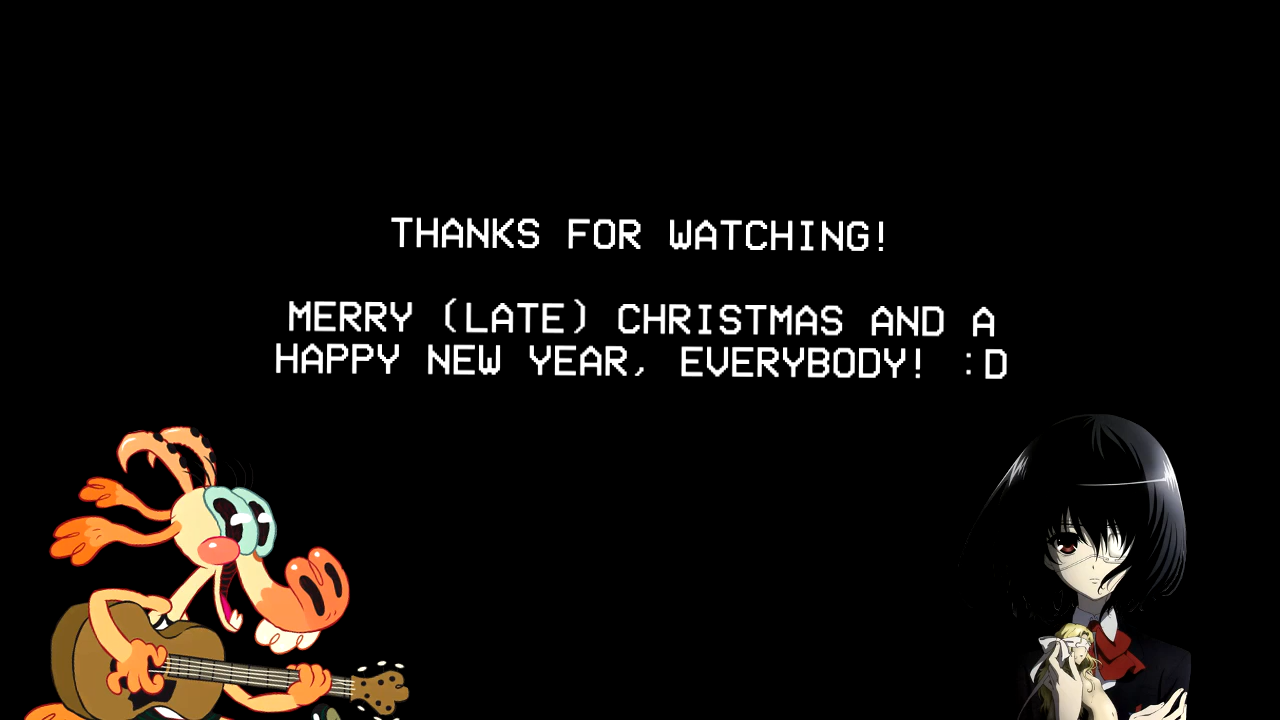 THANKS FOR WATCHING!
MERRY (LATE) CHRISTMAS AND A
HAPPY NEW YEAR, EVERYBODY! :D